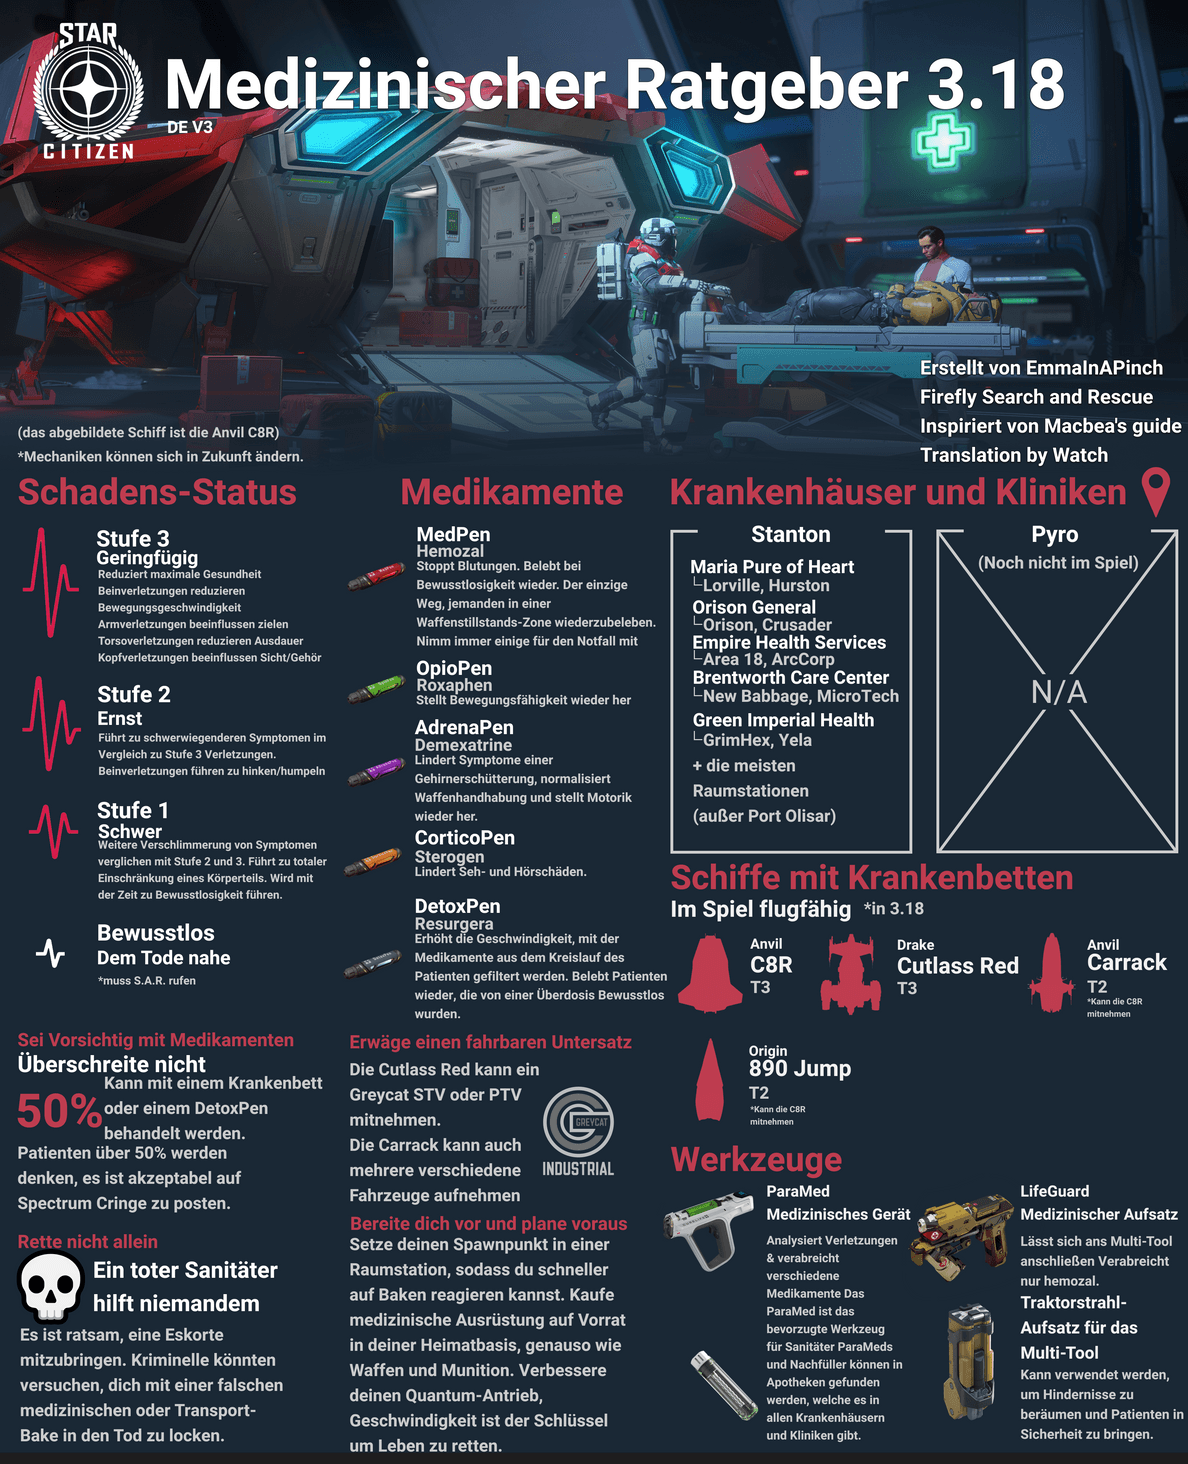 STAR
CITIZEN
Medizinischer Ratgeber 3.18
DE V3
Erstellt von EmmaInAPinch
Firefly Search and Rescue
Inspiriert von Macbea's guide
Translation by Watch
(das abgebildete Schiff ist die Anvil C8R)
*Mechaniken können sich in Zukunft ändern.
Schadens-Status
Stufe 3
Geringfügig
Reduziert maximale Gesundheit
Beinverletzungen reduzieren
Bewegungsgeschwindigkeit
Armverletzungen beeinflussen zielen
Torsoverletzungen reduzieren Ausdauer
Kopfverletzungen beeinflussen Sicht/Gehör
Stufe 2
Ernst
Führt zu schwerwiegenderen Symptomen im
Vergleich zu Stufe 3 Verletzungen.
Beinverletzungen führen zu hinken/humpeln
Stufe 1
Schwer
Weitere Verschlimmerung von Symptomen
verglichen mit Stufe 2 und 3. Führt zu totaler
Einschränkung eines Körperteils. Wird mit
der Zeit zu Bewusstlosigkeit führen.
Bewusstlos
Dem Tode nahe
*muss S.A.R. rufen
Sei Vorsichtig mit Medikamenten
Überschreite nicht
50%
Kann mit einem Krankenbett
oder einem DetoxPen
behandelt werden.
Patienten über 50% werden
denken, es ist akzeptabel auf
Spectrum Cringe zu posten.
Rette nicht allein
Ein toter Sanitäter
hilft niemandem
Es ist ratsam, eine Eskorte
mitzubringen. Kriminelle könnten
versuchen, dich mit einer falschen
medizinischen oder Transport-
Bake in den Tod zu locken.
Medikamente
MedPen
Hemozal
Stoppt Blutungen. Belebt bei
Bewusstlosigkeit wieder. Der einzige
Weg, jemanden in einer
Waffenstillstands-Zone wiederzubeleben.
Nimm immer einige für den Notfall mit
OpioPen
Roxaphen
Stellt Bewegungsfähigkeit wieder her
AdrenaPen
Demexatrine
Lindert Symptome einer
Gehirnerschütterung, normalisiert
Waffenhandhabung und stellt Motorik
wieder her.
CorticoPen
Sterogen
Lindert Seh- und Hörschäden.
DetoxPen
Resurgera
Erhöht die Geschwindigkeit, mit der
Medikamente aus dem Kreislauf des
Patienten gefiltert werden. Belebt Patienten
wieder, die von einer Überdosis Bewusstlos
wurden.
Erwäge einen fahrbaren Untersatz
Die Cutlass Red kann ein
Greycat STV oder PTV
mitnehmen.
Die Carrack kann auch
mehrere verschiedene
Fahrzeuge aufnehmen
GREYCAT
INDUSTRIAL
Bereite dich vor und plane voraus
Setze deinen Spawnpunkt in einer
Raumstation, sodass du schneller
auf Baken reagieren kannst. Kaufe
medizinische Ausrüstung auf Vorrat
in deiner Heimatbasis, genauso wie
Waffen und Munition. Verbessere
deinen Quantum-Antrieb,
Geschwindigkeit ist der Schlüssel
um Leben zu retten.
Krankenhäuser und Kliniken
Stanton
Maria Pure of Heart
Lorville, Hurston
Orison General
Orison, Crusader
Empire Health Services
Area 18, ArcCorp
Brentworth Care Center
New Babbage, MicroTech
Green Imperial Health
GrimHex, Yela
+ die meisten
Raumstationen
(außer Port Olisar)
Pyro
(Noch nicht im Spiel)
N/A
Schiffe mit Krankenbetten
Im Spiel flugfähig *in 3.18
Anvil
C8R
T3
Drake
Cutlass Red
T3
Anvil
Carrack
T2
*Kann die C8R
mitnehmen
Origin
890 Jump
T2
*Kann die C8R
mitnehmen
Werkzeuge
ParaMed
Medizinisches Gerät
Analysiert Verletzungen
& verabreicht
verschiedene
Medikamente Das
ParaMed ist das
bevorzugte Werkzeug
für Sanitäter ParaMeds
und Nachfüller können in
Apotheken gefunden
werden, welche es in
allen Krankenhäusern
und Kliniken gibt.
LifeGuard
Medizinischer Aufsatz
Lässt sich ans Multi-Tool
anschließen Verabreicht
nur hemozal.
Traktorstrahl-
Aufsatz für das
Multi-Tool
Kann verwendet werden,
um Hindernisse zu
beräumen und Patienten in
Sicherheit zu bringen.